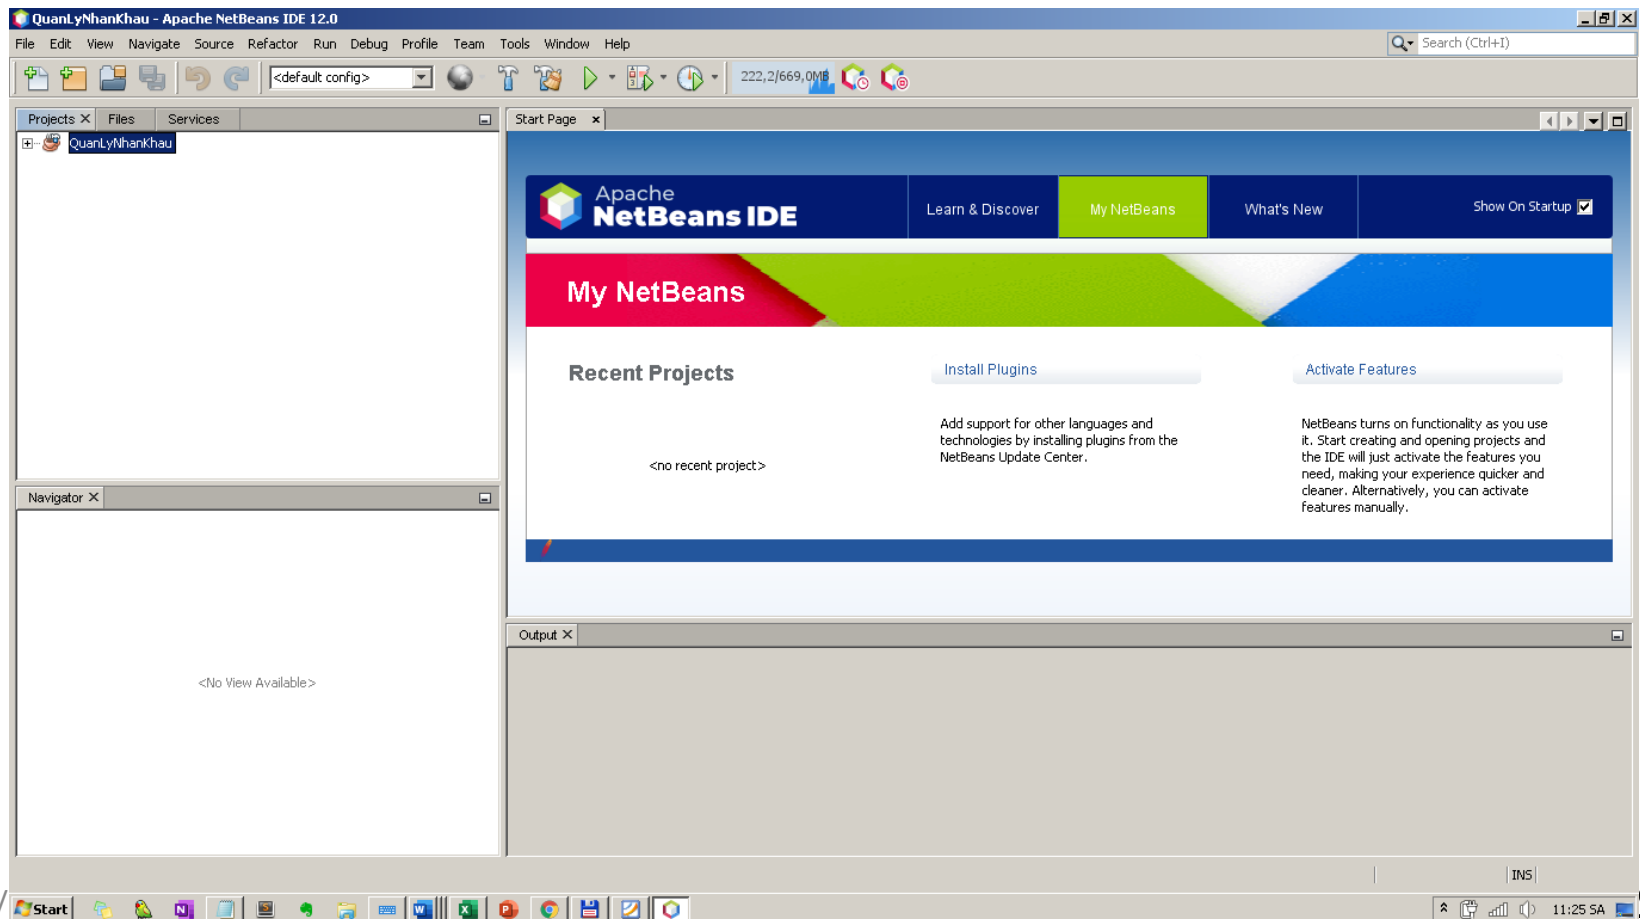 QuanLyNhanKhau - Apache NetBeans IDE 12.0
File Edit View Navigate Source Refactor Run Debug Profile Team Tools Window Help
Search (Ctrl+I)
<default config>
222,2/669,0MB
Projects Files Services
QuanLyNhanKhau
Start Page
Apache
NetBeans IDE
Learn & Discover
My NetBeans
What's New
Show On Startup
My NetBeans
Recent Projects
<no recent project>
Install Plugins
Add support for other languages and
technologies by installing plugins from the
NetBeans Update Center.
Activate Features
NetBeans turns on functionality as you use
it. Start creating and opening projects and
the IDE will just activate the features you
need, making your experience quicker and
cleaner. Alternatively, you can activate
features manually.
Navigator
<No View Available>
Output
INS
Start
11:25 SA